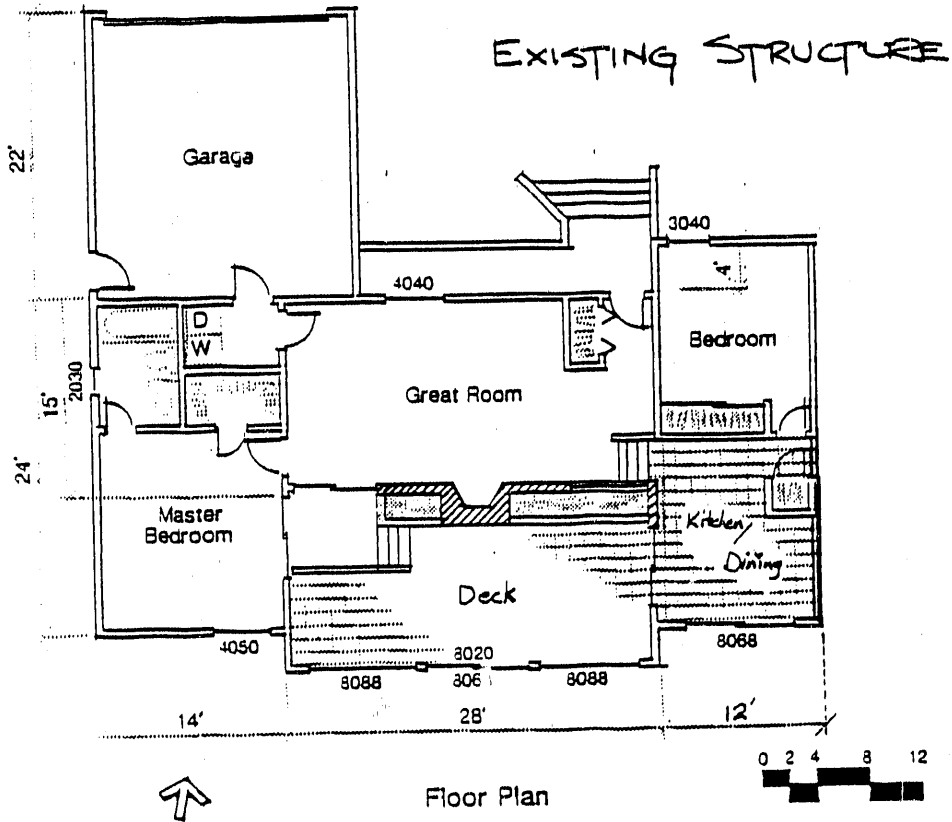 EXISTING STRUCTURE
22'
Garaga
3040
4'
4040
D
W
Bedroom
2030
15'
Great Room
24'
Master
Bedroom
Kitchen/
Dining
Deck
4050
8020
8068
8088
806
8088
14'
28'
12'
0 2 4 8 12
Floor Plan